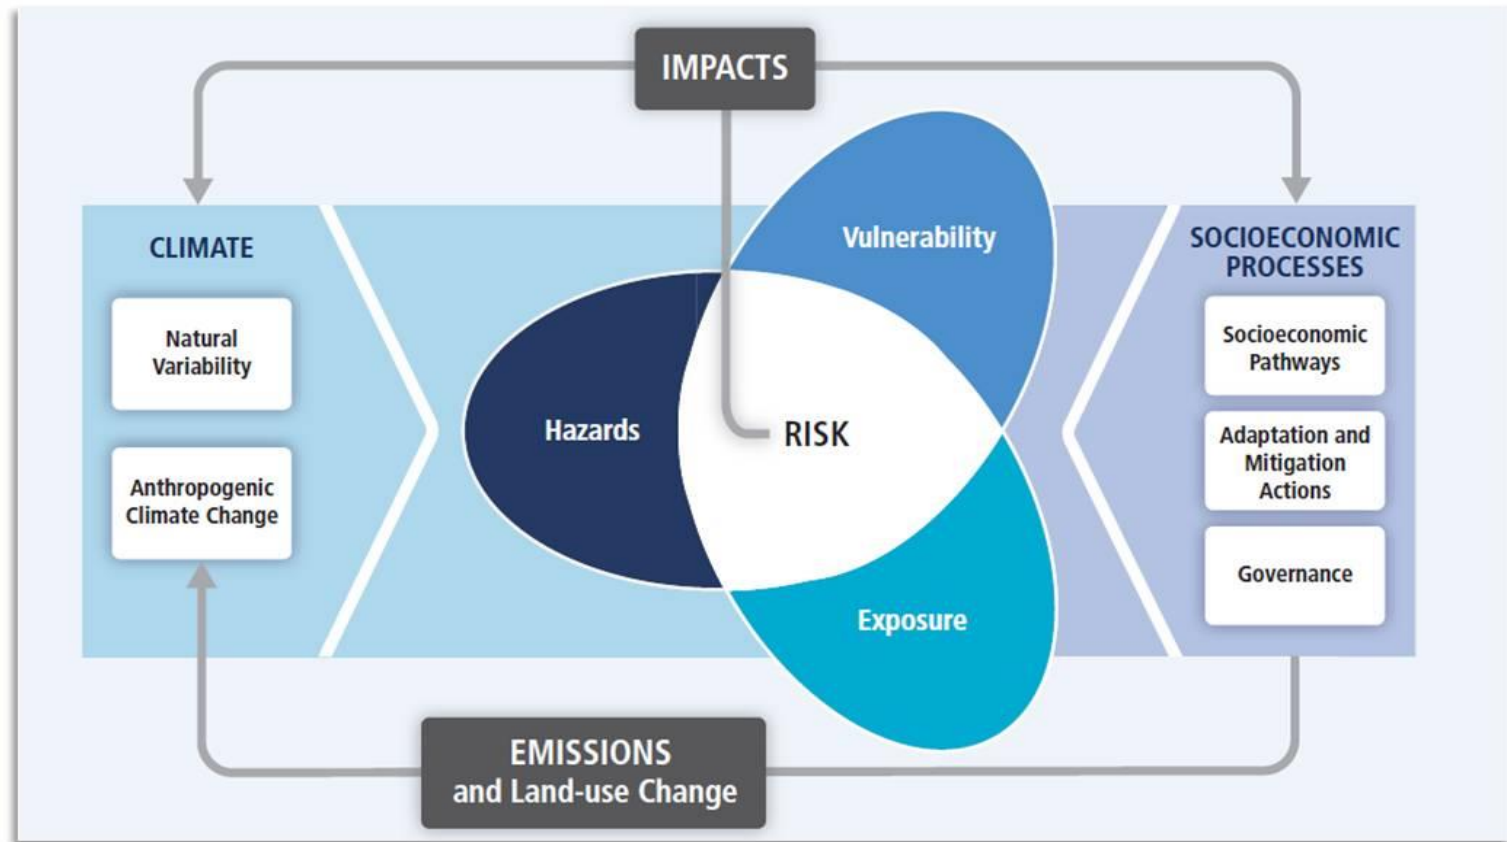 IMPACTS
CLIMATE
Natural
Variability
Anthropogenic
Climate Change
Vulnerability
Hazards
RISK
Exposure
SOCIOECONOMIC
PROCESSES
Socioeconomic
Pathways
Adaptation and
Mitigation
Actions
Governance
EMISSIONS
and Land-use Change